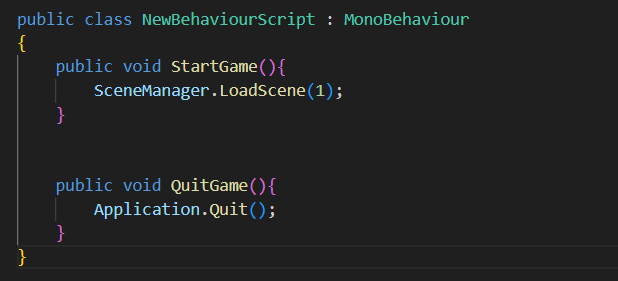 public class NewBehaviourScript : MonoBehaviour
{
    public void StartGame(){
        SceneManager.LoadScene(1);
    }
    public void QuitGame(){
        Application.Quit();
    }
}